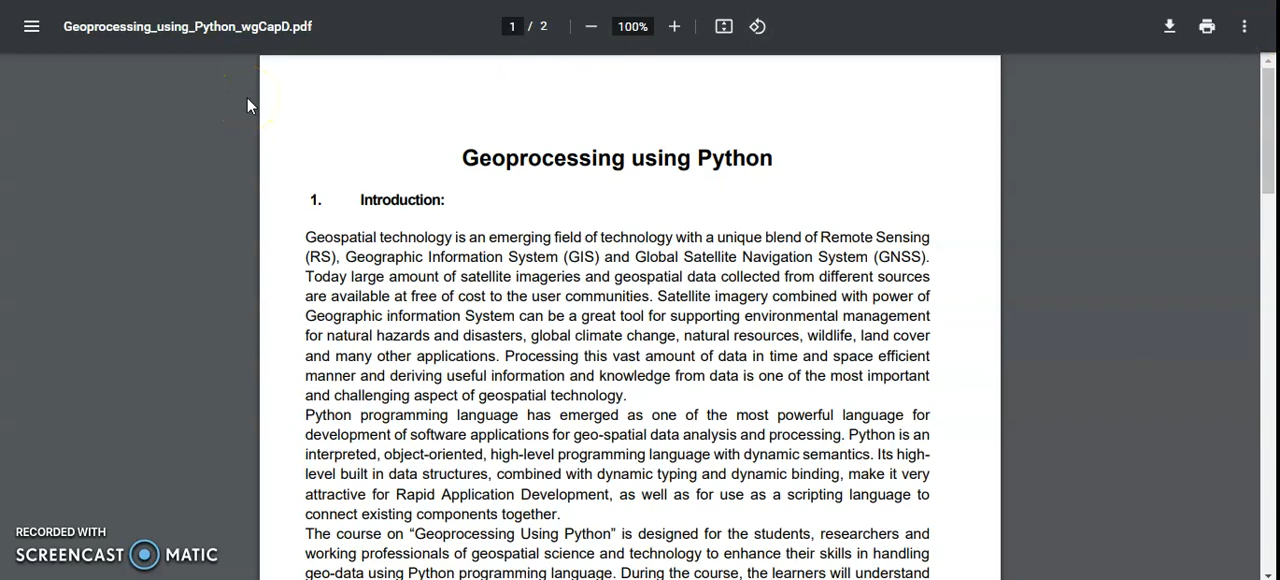 Geoprocessing_using_Python_wgCapD.pdf
1 / 2
100%
Geoprocessing using Python
1. Introduction:
Geospatial technology is an emerging field of technology with a unique blend of Remote Sensing
(RS), Geographic Information System (GIS) and Global Satellite Navigation System (GNSS).
Today large amount of satellite imageries and geospatial data collected from different sources
are available at free of cost to the user communities. Satellite imagery combined with power of
Geographic information System can be a great tool for supporting environmental management
for natural hazards and disasters, global climate change, natural resources, wildlife, land cover
and many other applications. Processing this vast amount of data in time and space efficient
manner and deriving useful information and knowledge from data is one of the most important
and challenging aspect of geospatial technology.
Python programming language has emerged as one of the most powerful language for
development of software applications for geo-spatial data analysis and processing. Python is an
interpreted, object-oriented, high-level programming language with dynamic semantics. Its high-
level built in data structures, combined with dynamic typing and dynamic binding, make it very
attractive for Rapid Application Development, as well as for use as a scripting language to
connect existing components together.
The course on “Geoprocessing Using Python” is designed for the students, researchers and
working professionals of geospatial science and technology to enhance their skills in handling
geo-data using Python programming language. During the course, the learners will understand
RECORDED WITH
SCREENCAST MATIC